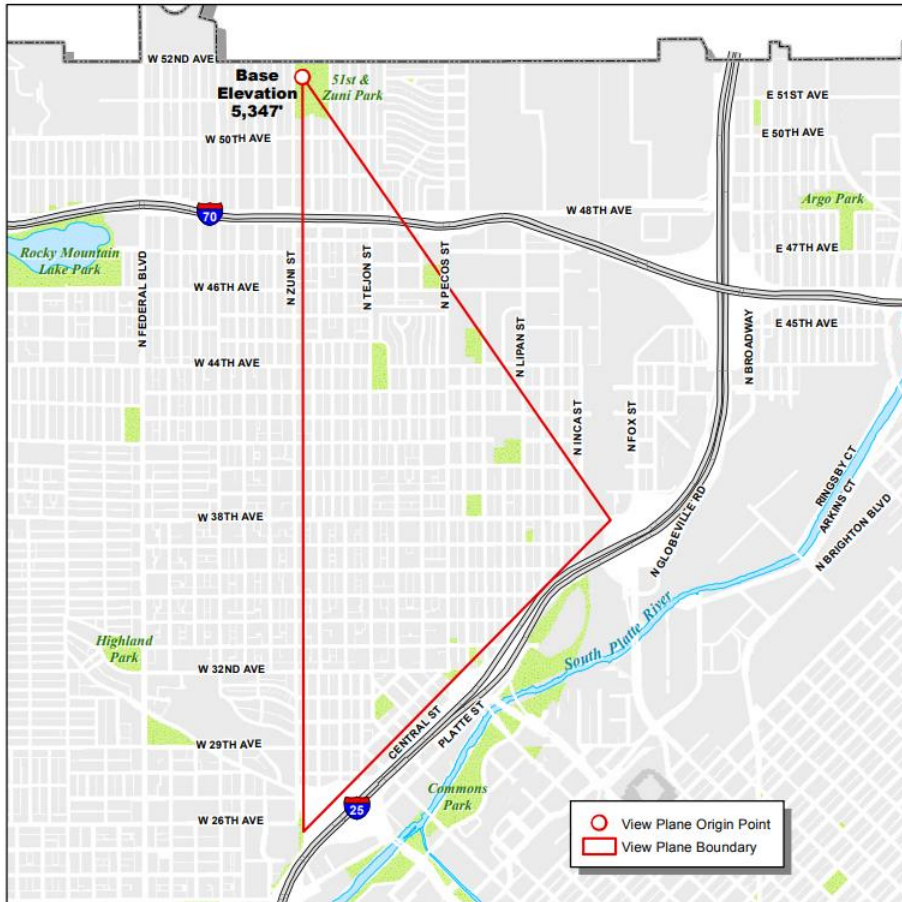 W 52ND AVE
Base
Elevation
5,347'
51st &
Zuni Park
E 51ST AVE
W 50TH AVE
E 50TH AVE
Argo Park
W 48TH AVE
70
Rocky Mountain
Lake Park
E 47TH AVE
N FEDERAL BLVD
N ZUNI ST
N TEJON ST
N PECOS ST
W 46TH AVE
E 45TH AVE
N LIPAN ST
N BROADWAY
W 44TH AVE
N INCA ST
N FOX ST
W 38TH AVE
N GLOBEVILLE RD
RINGSBY CT
ARKINS CT
N BRIGHTON BLVD
Highland
Park
South Platte River
W 32ND AVE
CENTRAL ST
PLATTE ST
W 29TH AVE
Commons
Park
25
W 26TH AVE
View Plane Origin Point
View Plane Boundary